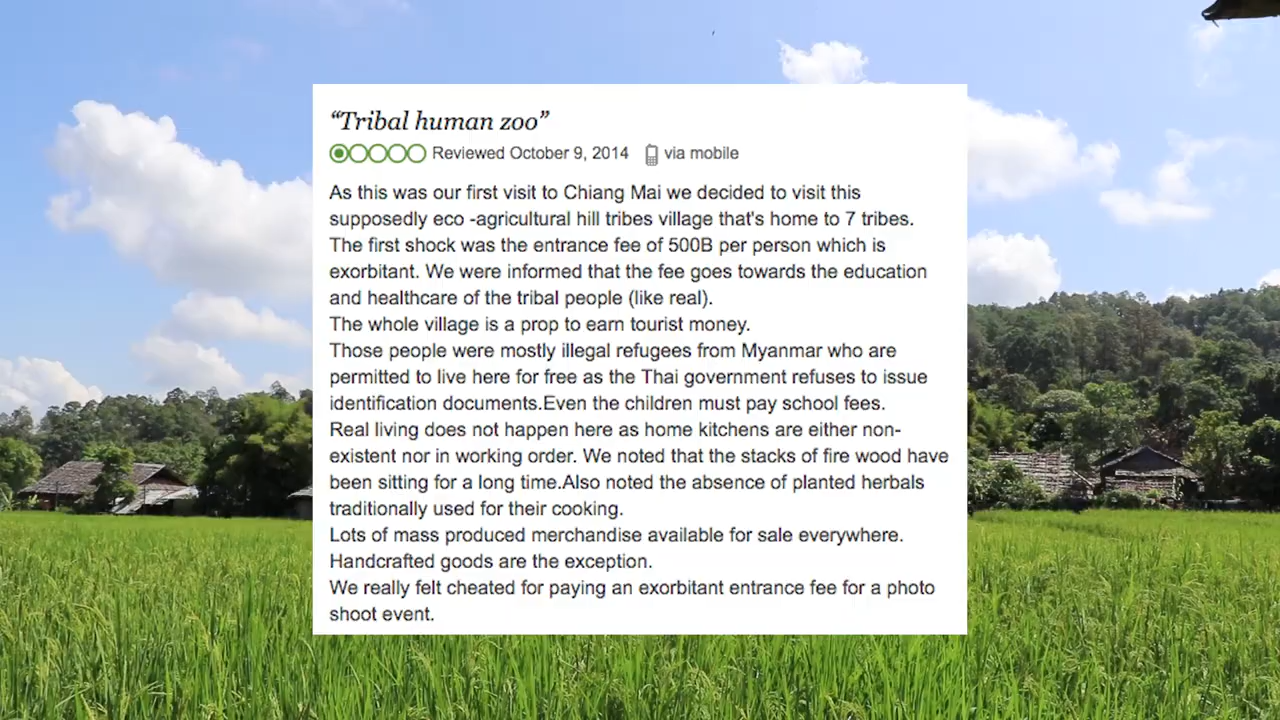 “Tribal human zoo”
Reviewed October 9, 2014 via mobile
As this was our first visit to Chiang Mai we decided to visit this
supposedly eco -agricultural hill tribes village that's home to 7 tribes.
The first shock was the entrance fee of 500B per person which is
exorbitant. We were informed that the fee goes towards the education
and healthcare of the tribal people (like real).
The whole village is a prop to earn tourist money.
Those people were mostly illegal refugees from Myanmar who are
permitted to live here for free as the Thai government refuses to issue
identification documents.Even the children must pay school fees.
Real living does not happen here as home kitchens are either non-
existent nor in working order. We noted that the stacks of fire wood have
been sitting for a long time.Also noted the absence of planted herbals
traditionally used for their cooking.
Lots of mass produced merchandise available for sale everywhere.
Handcrafted goods are the exception.
We really felt cheated for paying an exorbitant entrance fee for a photo
shoot event.